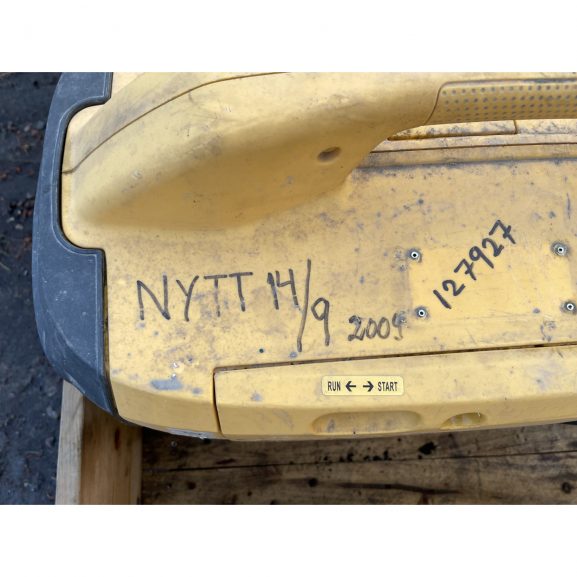 NYTT 14/9 2009
127927
RUN ← → START